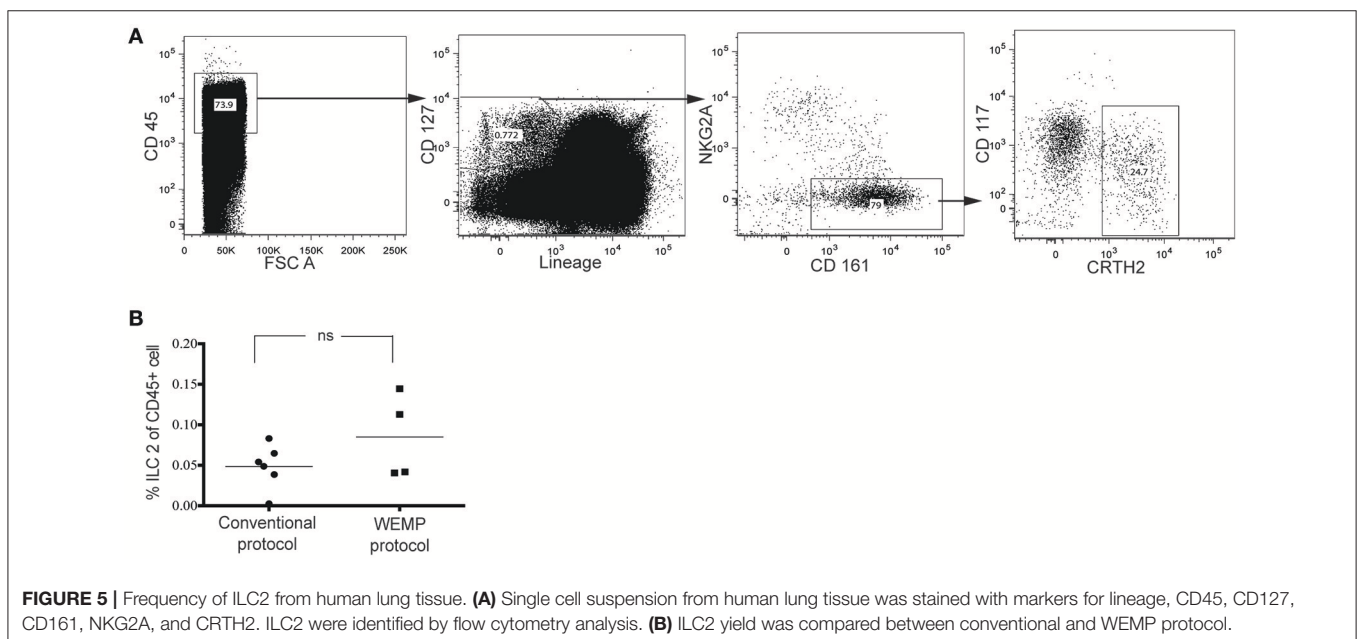 A
CD 45
10⁵
10⁴
10³
10²
0
73.9
0 50K 100K 150K 200K 250K
FSC A
CD 127
10⁵
10⁴
10³
0
0.772
0 10³ 10⁴ 10⁵
Lineage
NKG2A
10⁵
10⁴
10³
0
79
0 10³ 10⁴ 10⁵
CD 161
CD 117
10⁵
10⁴
10³
10²
0
24.7
0 10³ 10⁴ 10⁵
CRTH2
B
% ILC 2 of CD45+ cell
0.20
0.15
0.10
0.05
0.00
ns
Conventional
protocol
WEMP
protocol
FIGURE 5 | Frequency of ILC2 from human lung tissue. (A) Single cell suspension from human lung tissue was stained with markers for lineage, CD45, CD127,
CD161, NKG2A, and CRTH2. ILC2 were identified by flow cytometry analysis. (B) ILC2 yield was compared between conventional and WEMP protocol.